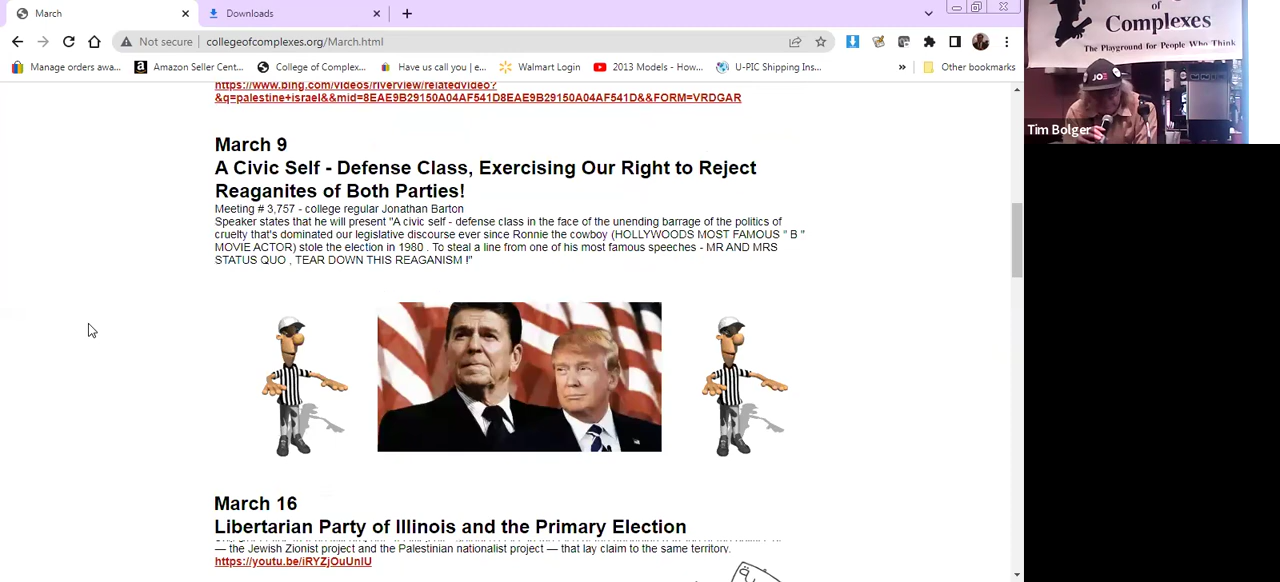 March
Downloads
Not secure
collegeofcomplexes.org/March.html
Manage orders awa...
Amazon Seller Cent...
College of Complex...
Have us call you | e...
Walmart Login
2013 Models - How...
U-PIC Shipping Ins...
»
Other bookmarks
https://www.bing.com/videos/riverview/relatedvideo?
&q=palestine+israel&&mid=8EAE9B29150A04AF541D8EAE9B29150A04AF541D&&FORM=VRDGAR
March 9
A Civic Self - Defense Class, Exercising Our Right to Reject
Reaganites of Both Parties!
Meeting # 3,757 - college regular Jonathan Barton
Speaker states that he will present "A civic self - defense class in the face of the unending barrage of the politics of
cruelty that's dominated our legislative discourse ever since Ronnie the cowboy (HOLLYWOODS MOST FAMOUS " B "
MOVIE ACTOR) stole the election in 1980 . To steal a line from one of his most famous speeches - MR AND MRS
STATUS QUO , TEAR DOWN THIS REAGANISM !"
March 16
Libertarian Party of Illinois and the Primary Election
— the Jewish Zionist project and the Palestinian nationalist project — that lay claim to the same territory.
https://youtu.be/iRYZjOuUnIU
of
Complexes
The Playground for People Who Think
JOE
Tim Bolger